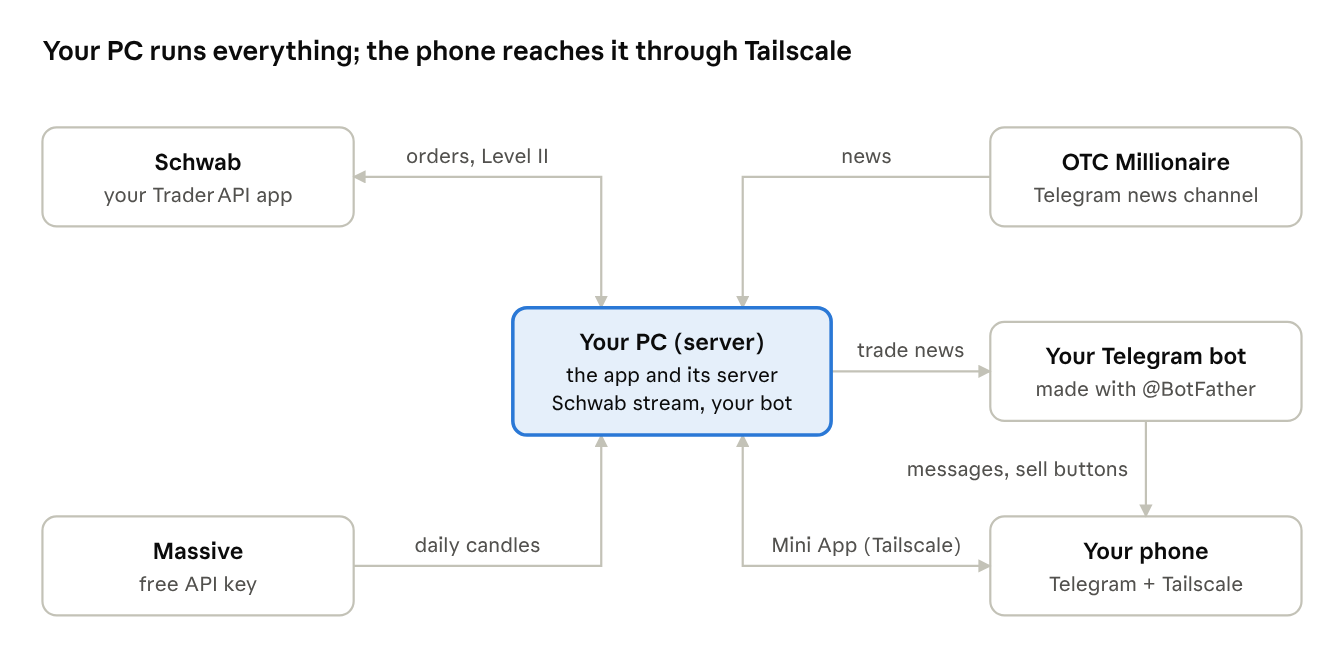 Your PC runs everything; the phone reaches it through Tailscale
Schwab
your Trader API app
orders, Level II
news
OTC Millionaire
Telegram news channel
Your PC (server)
the app and its server
Schwab stream, your bot
trade news
Your Telegram bot
made with @BotFather
messages, sell buttons
Massive
free API key
daily candles
Mini App (Tailscale)
Your phone
Telegram + Tailscale